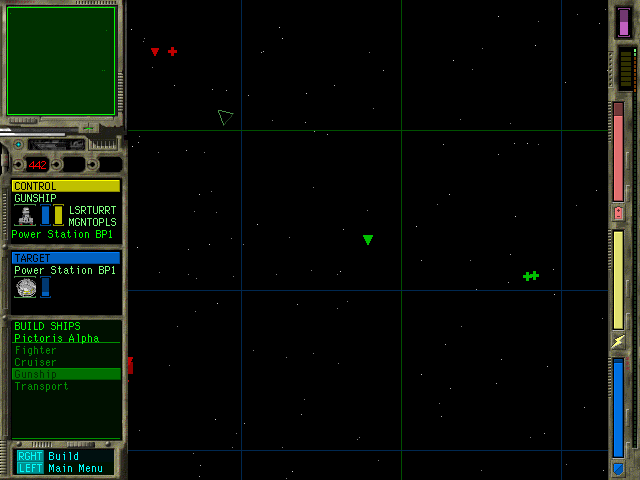 442
CONTROL
GUNSHIP
LSRTURRT
MGNTOPLS
Power Station BP1
TARGET
Power Station BP1
BUILD SHIPS
Pictoris Alpha
Fighter
Cruiser
Gunship
Transport
RGHT Build
LEFT Main Menu